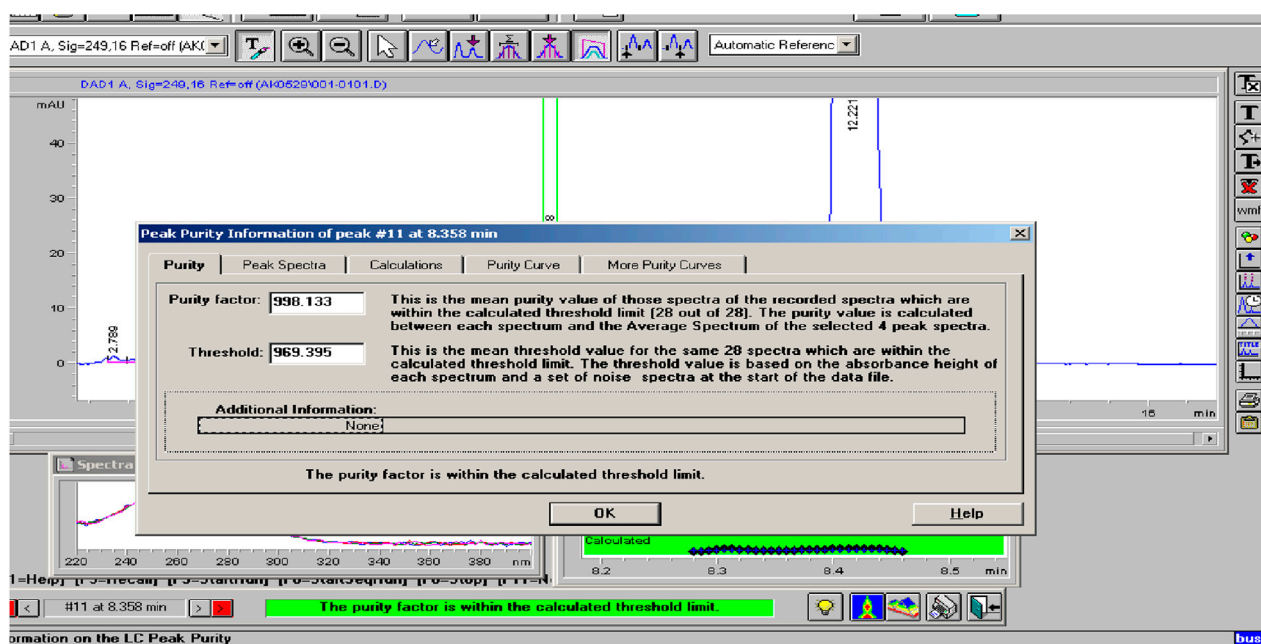 AD1 A, Sig=249,16 Ref=off (AK(
Automatic Referenc
DAD1 A, Sig=249,16 Ref=off (AK0529\001-0101.D)
mAU
40
30
20
10
0
2.789
8
12.221
16 min
wmf
TITLE
Peak Purity Information of peak #11 at 8.358 min
Purity Peak Spectra Calculations Purity Curve More Purity Curves
Purity factor: 998.133
This is the mean purity value of those spectra of the recorded spectra which are
within the calculated threshold limit (28 out of 28). The purity value is calculated
between each spectrum and the Average Spectrum of the selected 4 peak spectra.
Threshold: 969.395
This is the mean threshold value for the same 28 spectra which are within the
calculated threshold limit. The threshold value is based on the absorbance height of
each spectrum and a set of noise spectra at the start of the data file.
Additional Information:
None
The purity factor is within the calculated threshold limit.
OK Help
Spectra
220 240 260 280 300 320 340 360 380 nm
Calculated
8.2 8.3 8.4 8.5 min
#11 at 8.358 min
The purity factor is within the calculated threshold limit.
ormation on the LC Peak Purity
bus